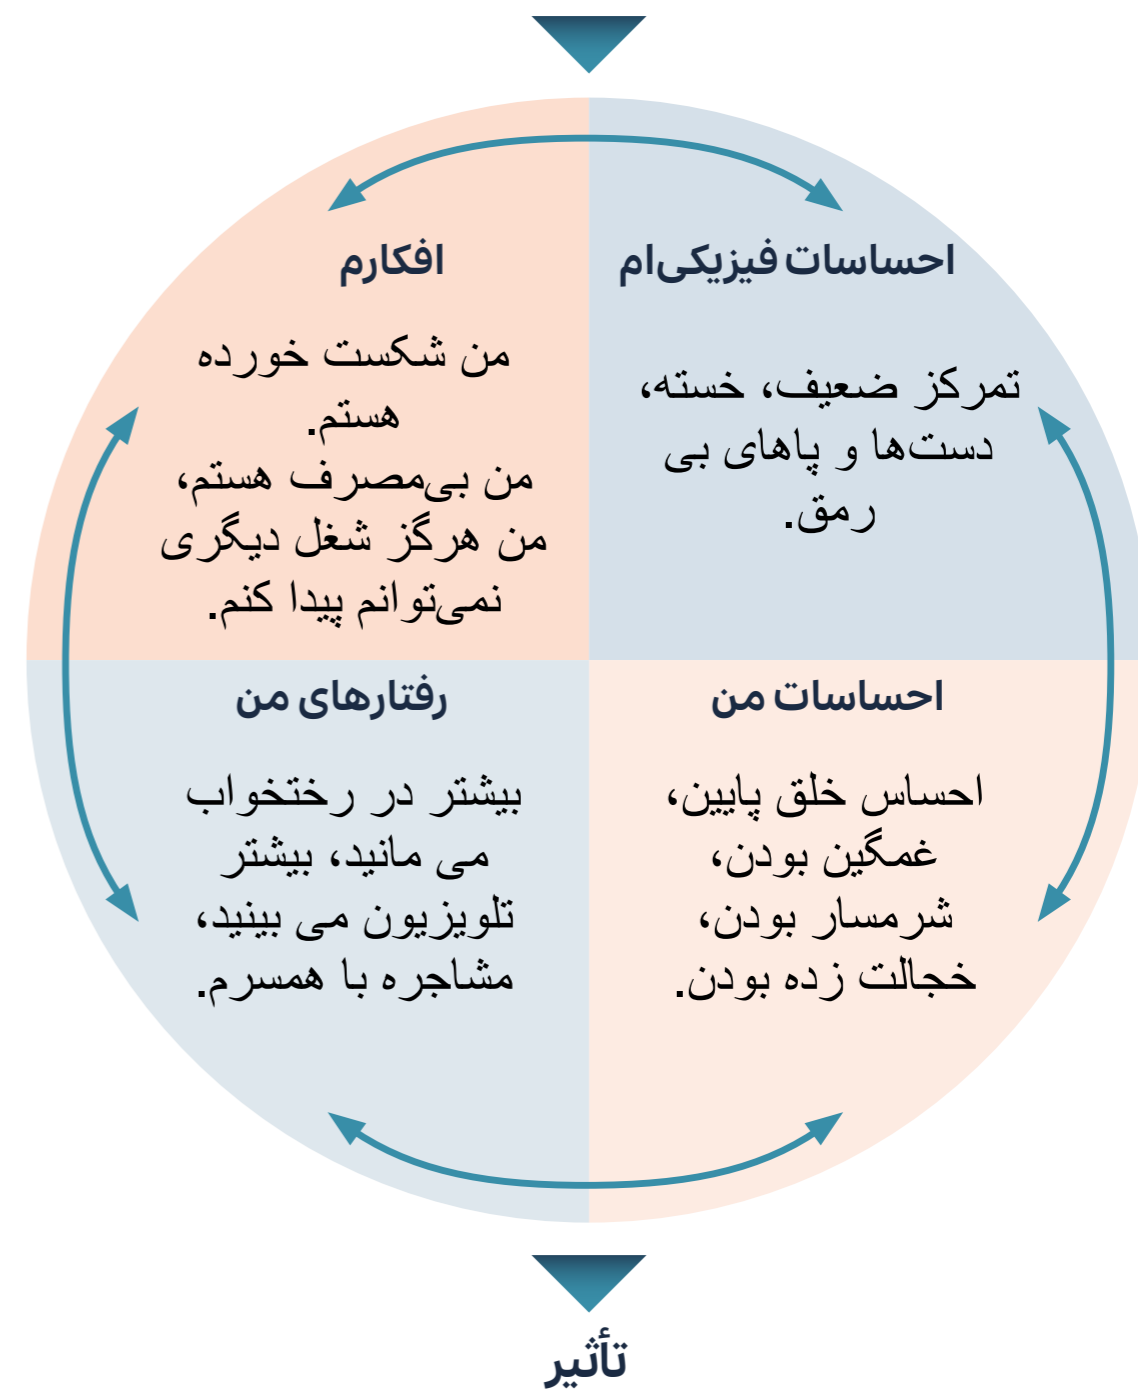 احساسات فیزیکی‌ام
تمرکز ضعیف، خسته،
دست‌ها و پاهای بی
رمق.
افکارم
من شکست خورده
هستم.
من بی‌مصرف هستم،
من هرگز شغل دیگری
نمی‌توانم پیدا کنم.
احساسات من
احساس خلق پایین،
غمگین بودن،
شرمسار بودن،
خجالت زده بودن.
رفتارهای من
بیشتر در رختخواب
می مانید، بیشتر
تلویزیون می بینید،
مشاجره با همسرم.
تأثیر